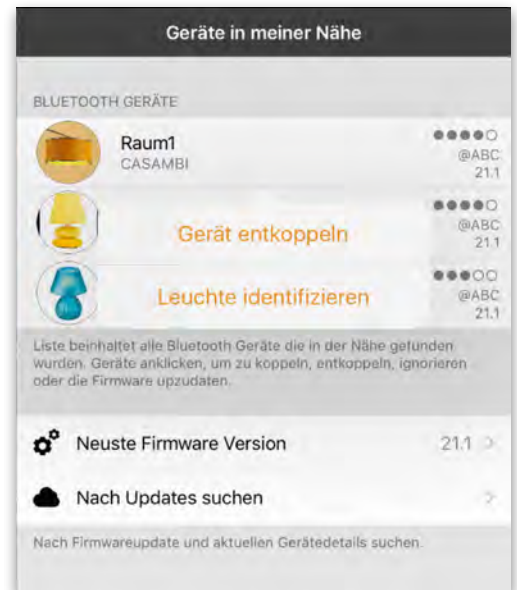 Geräte in meiner Nähe
BLUETOOTH GERÄTE
Raum1
CASAMBI
@ABC
21.1
Gerät entkoppeln
@ABC
21.1
Leuchte identifizieren
@ABC
21.1
Liste beinhaltet alle Bluetooth Geräte die in der Nähe gefunden
wurden. Geräte anklicken, um zu koppeln, entkoppeln, ignorieren
oder die Firmware upzudaten.
Neuste Firmware Version 21.1
Nach Updates suchen
Nach Firmwareupdate und aktuellen Gerätedetails suchen.